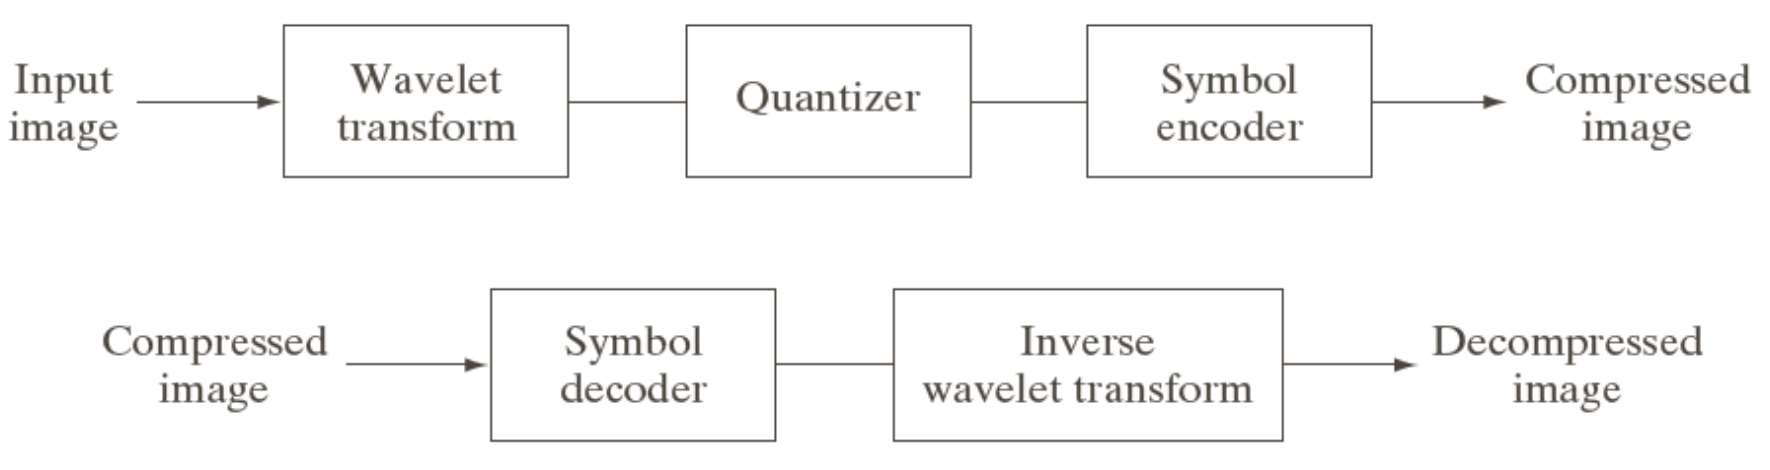 Input
image
Wavelet
transform
Quantizer
Symbol
encoder
Compressed
image
Compressed
image
Symbol
decoder
Inverse
wavelet transform
Decompressed
image